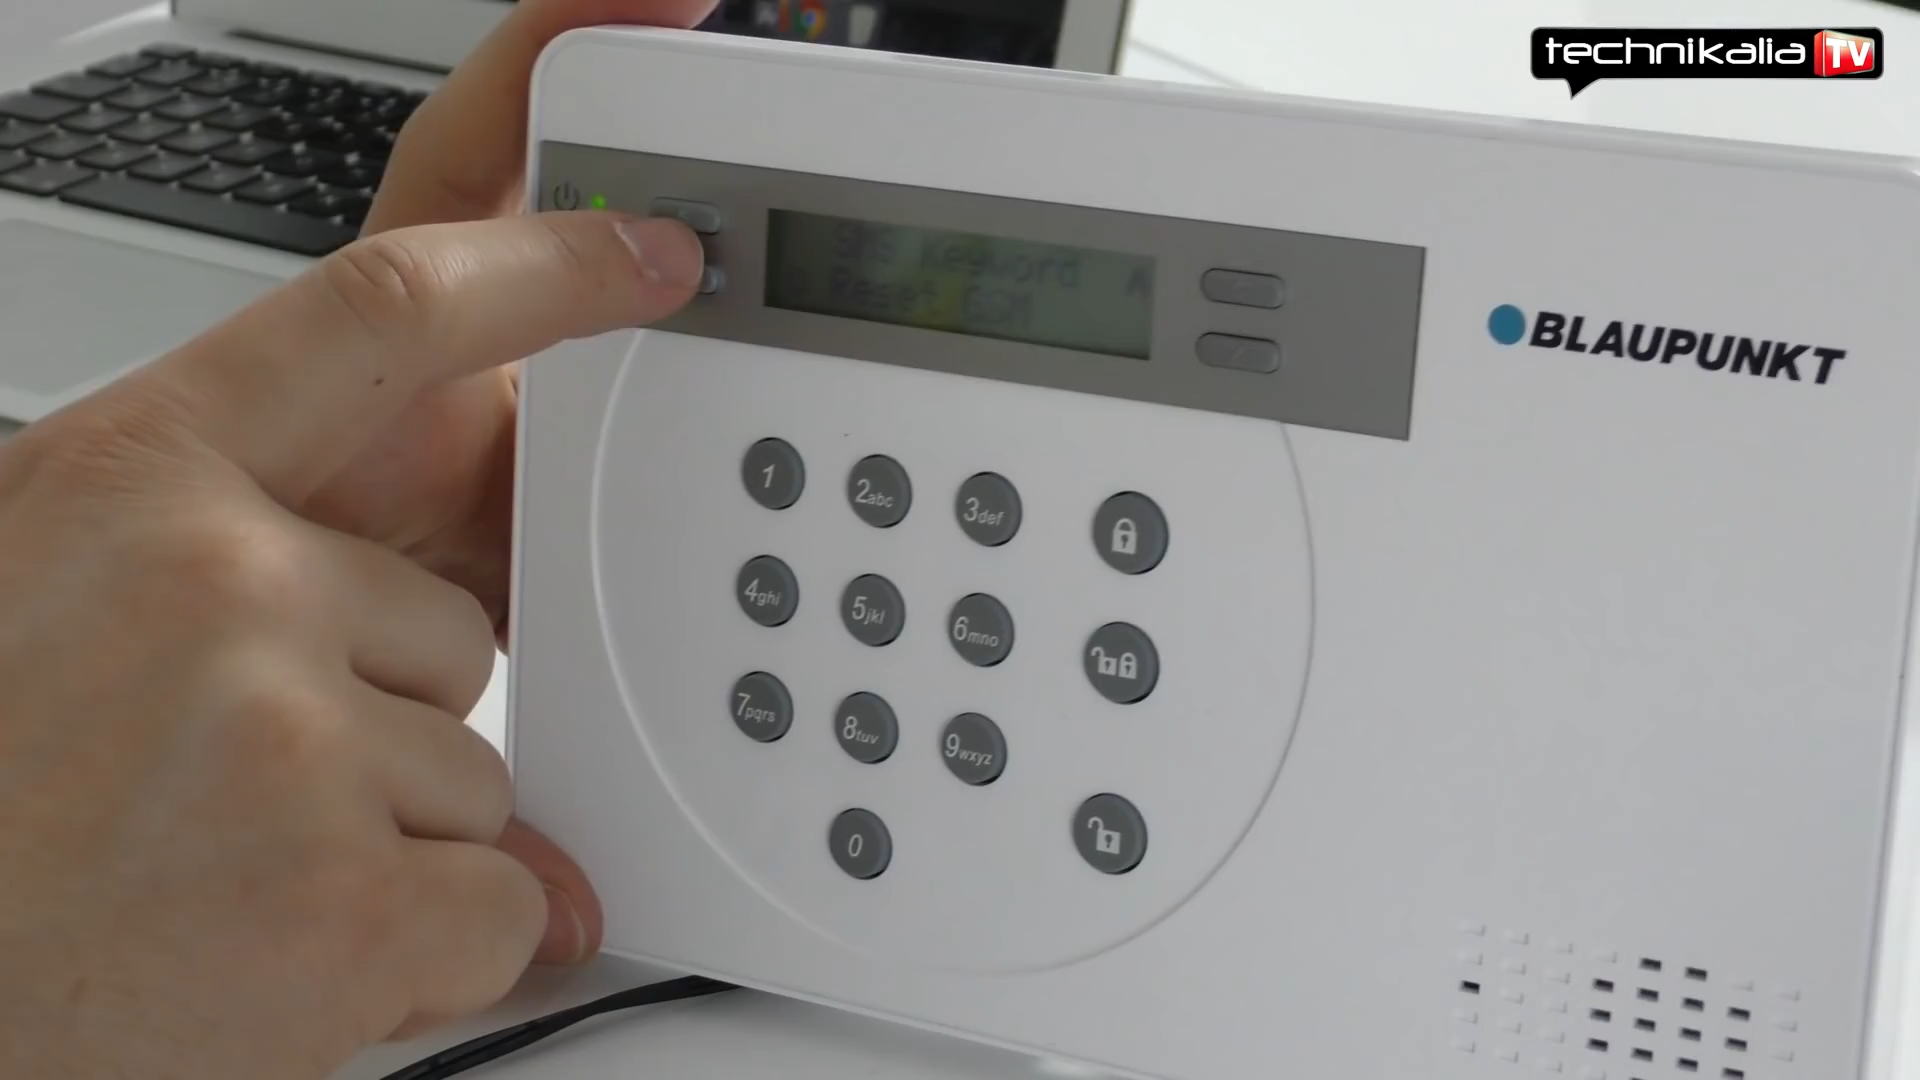 technikalia TV
SMS Keyword A
Reset GSM
BLAUPUNKT
1 2abc 3def
4ghi 5jkl 6mno
7pqrs 8tuv 9wxyz
0